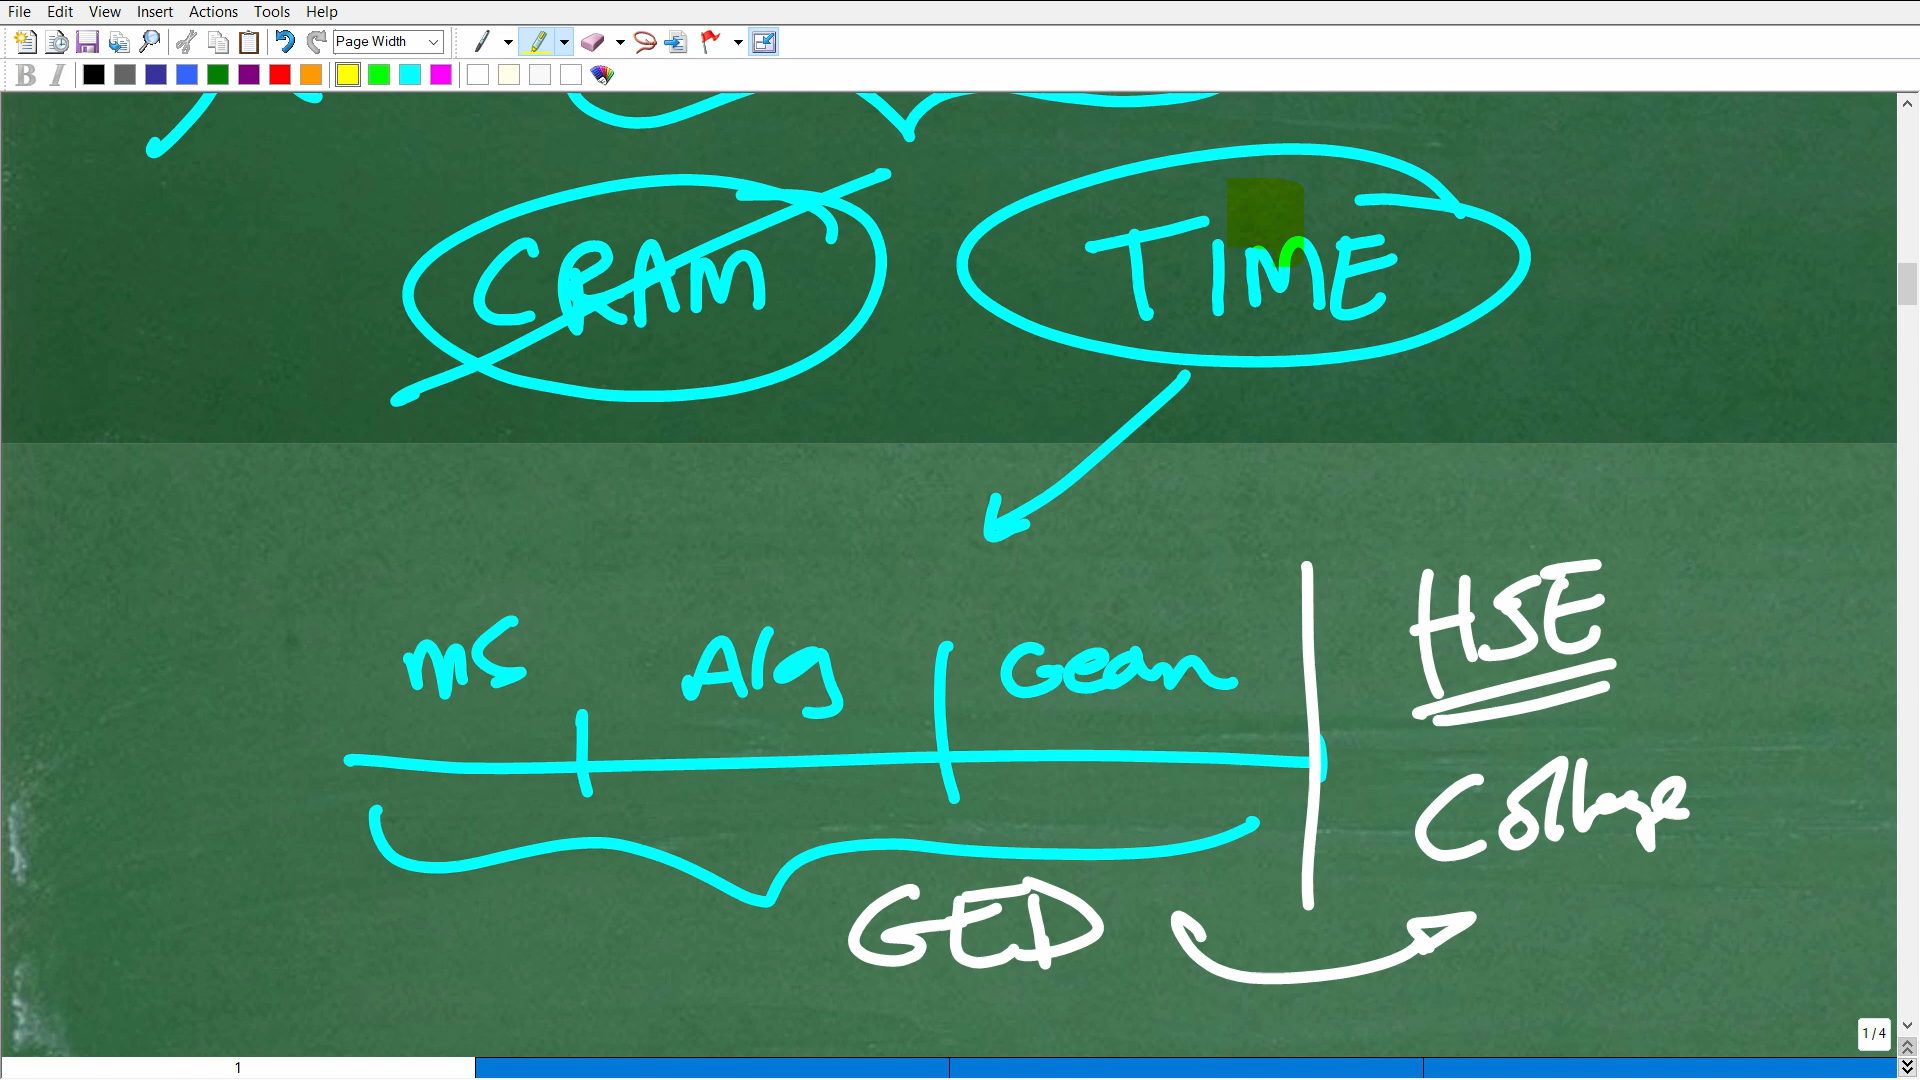 File Edit View Insert Actions Tools Help
Page Width
B I
CRAM TIME
MS Alg Geom HSE
College
GED
1 / 4
1